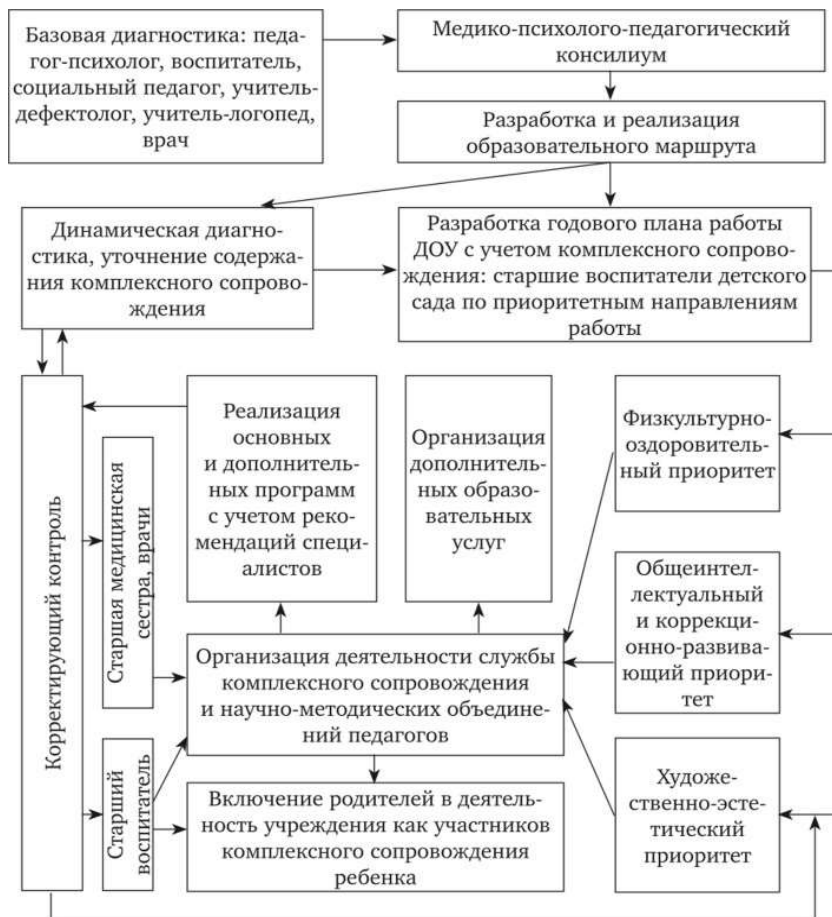 Базовая диагностика: педа-
гог-психолог, воспитатель,
социальный педагог, учитель-
дефектолог, учитель-логопед,
врач
Медико-психолого-педагогический
консилиум
Разработка и реализация
образовательного маршрута
Динамическая диагно-
стика, уточнение содержа-
ния комплексного сопрово-
ждения
Разработка годового плана работы
ДОУ с учетом комплексного сопрово-
ждения: старшие воспитатели детского
сада по приоритетным направлениям
работы
Корректирующий контроль
Старшая медицинская
сестра, врачи
Старший
воспитатель
Реализация
основных
и дополнитель-
ных программ
с учетом реко-
мендаций специ-
алистов
Организация
дополнитель-
ных образо-
вательных
услуг
Физкультурно-
оздоровитель-
ный приоритет
Общеинтел-
лектуальный
и коррекци-
онно-разви-
вающий приори-
тет
Организация деятельности службы
комплексного сопровождения
и научно-методических объедине-
ний педагогов
Включение родителей в деятель-
ность учреждения как участников
комплексного сопровождения
ребенка
Художе-
ственно-эсте-
тический
приоритет